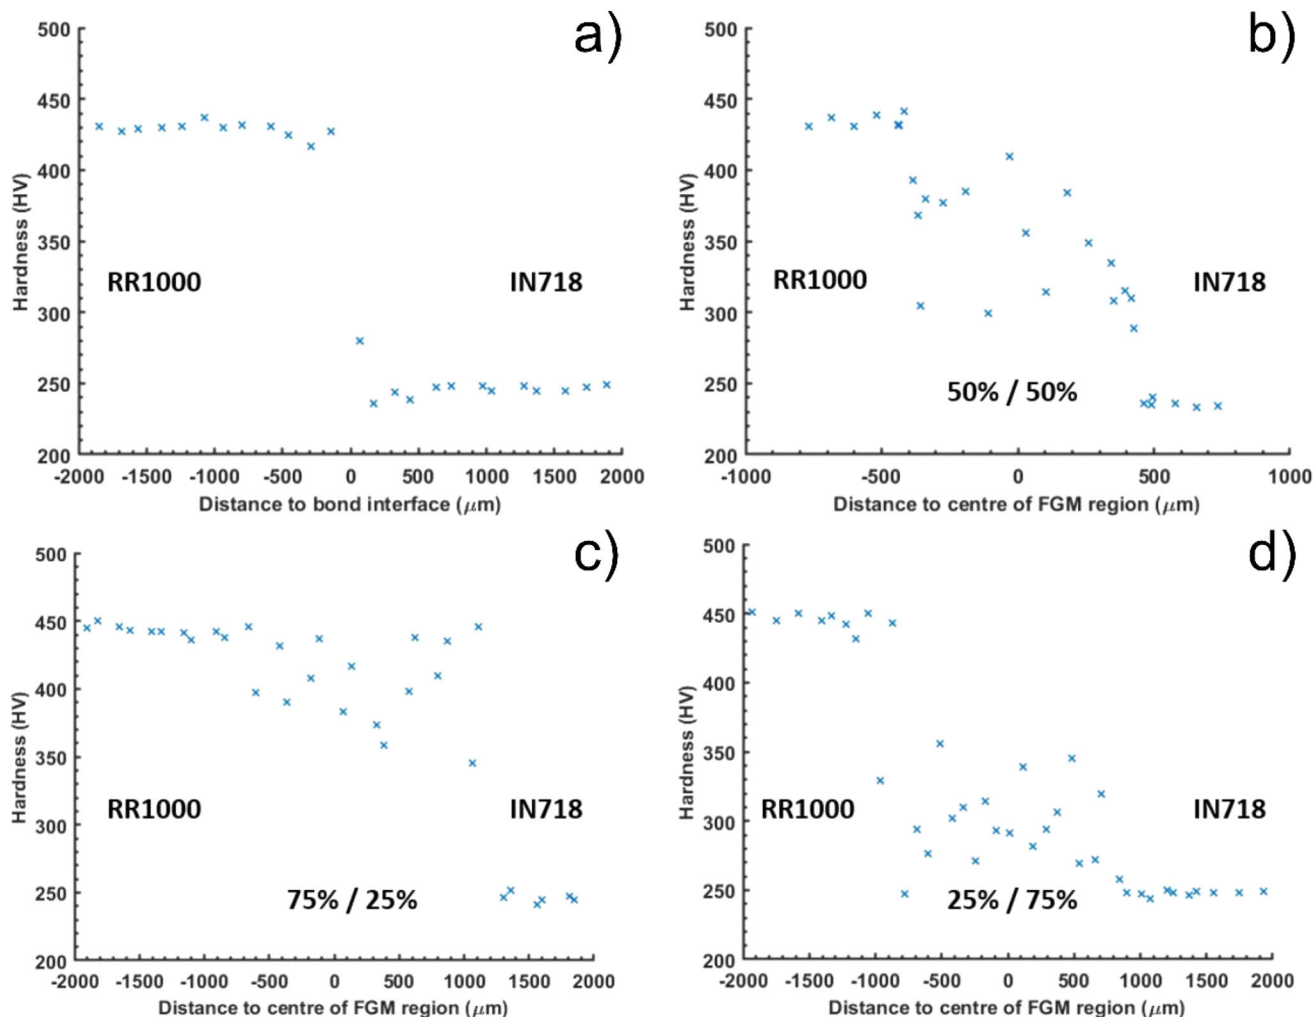 a)
500
450
400
350
300
250
200
Hardness (HV)
RR1000
IN718
-2000 -1500 -1000 -500 0 500 1000 1500 2000
Distance to bond interface (μm)
b)
500
450
400
350
300
250
200
Hardness (HV)
RR1000
IN718
50% / 50%
-1000 -500 0 500 1000
Distance to centre of FGM region (μm)
c)
500
450
400
350
300
250
200
Hardness (HV)
RR1000
IN718
75% / 25%
-2000 -1500 -1000 -500 0 500 1000 1500 2000
Distance to centre of FGM region (μm)
d)
500
450
400
350
300
250
200
Hardness (HV)
RR1000
IN718
25% / 75%
-2000 -1500 -1000 -500 0 500 1000 1500 2000
Distance to centre of FGM region (μm)